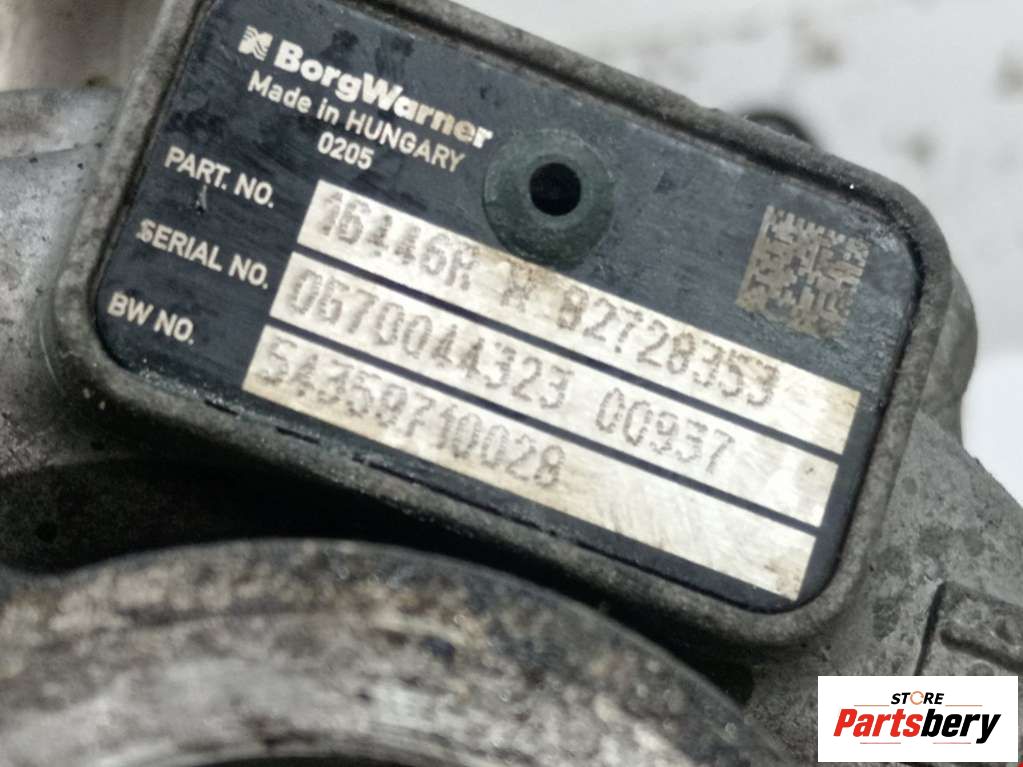 BorgWarner
Made in HUNGARY
0205
PART. NO. 16446R X 82728353
SERIAL NO. 0670044323 00937
BW NO. 54359710028
STORE
Partsbery